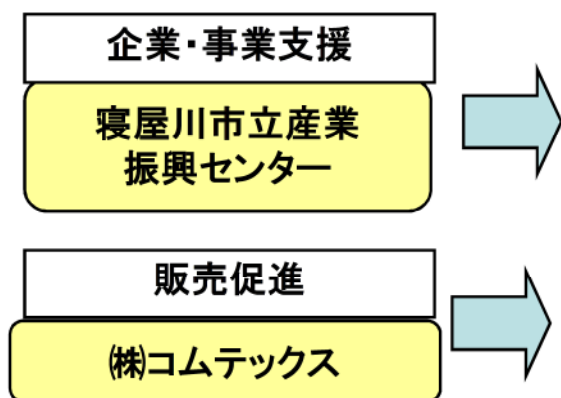 企業・事業支援
寝屋川市立産業
振興センター
販売促進
㈱コムテックス